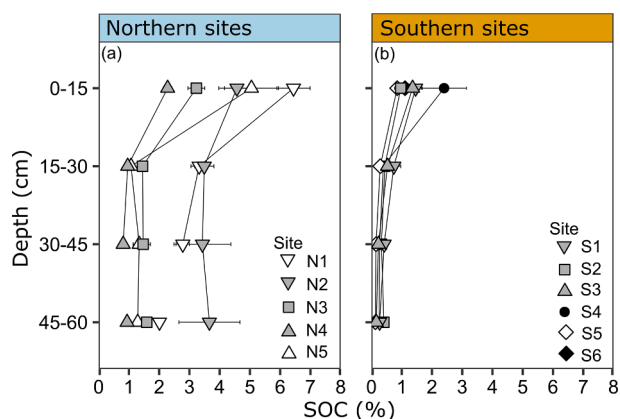 Northern sites
Southern sites
(a)
(b)
Depth (cm)
0-15
15-30
30-45
45-60
Site
N1
N2
N3
N4
N5
Site
S1
S2
S3
S4
S5
S6
0 1 2 3 4 5 6 7 8
0 1 2 3 4 5 6 7 8
SOC (%)